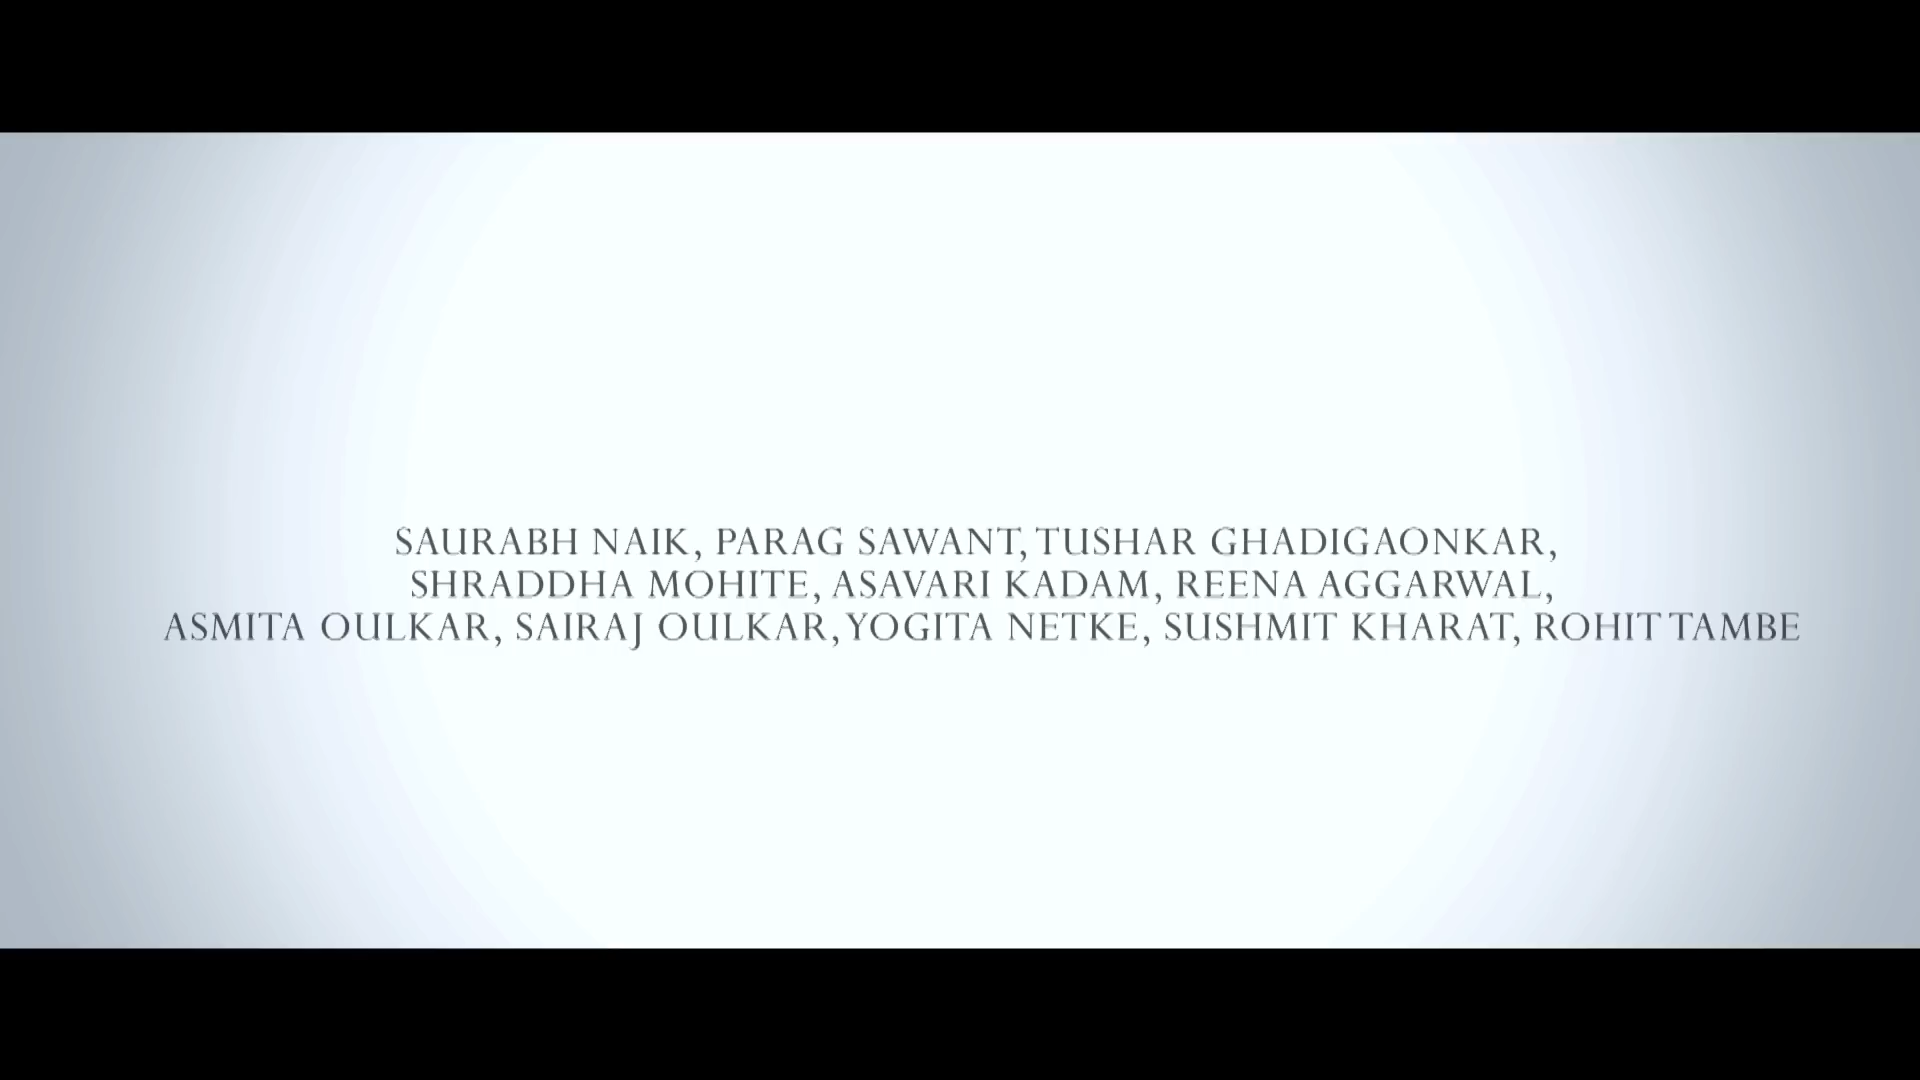 SAURABH NAIK, PARAG SAWANT, TUSHAR GHADIGAONKAR,
SHRADDHA MOHITE, ASAVARI KADAM, REENA AGGARWAL,
ASMITA OULKAR, SAIRAJ OULKAR, YOGITA NETKE, SUSHMIT KHARAT, ROHIT TAMBE